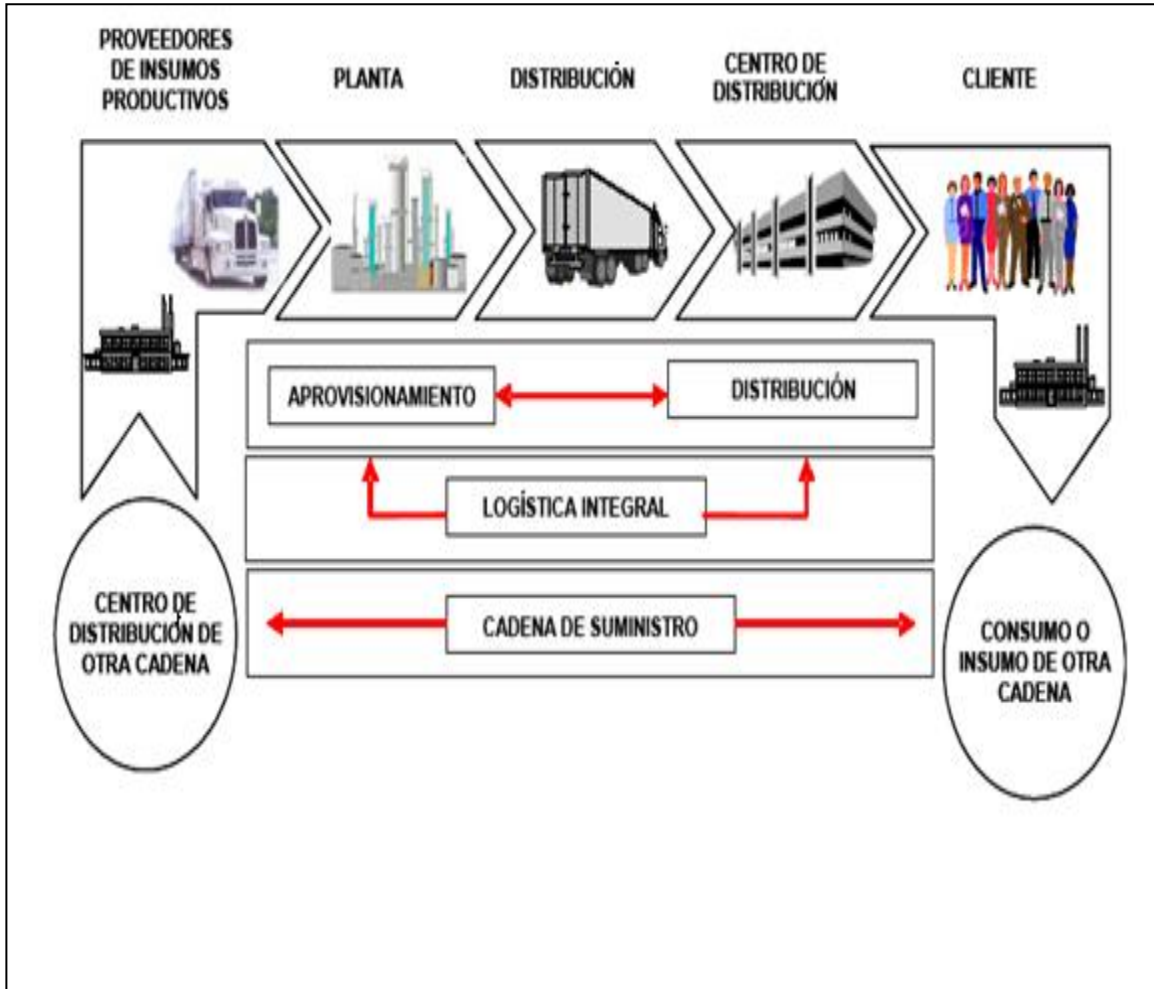 PROVEEDORES
DE INSUMOS
PRODUCTIVOS
PLANTA
DISTRIBUCIÓN
CENTRO DE
DISTRIBUCIÓN
CLIENTE
APROVISIONAMIENTO
DISTRIBUCIÓN
LOGÍSTICA INTEGRAL
CADENA DE SUMINISTRO
CENTRO DE
DISTRIBUCIÓN DE
OTRA CADENA
CONSUMO O
INSUMO DE OTRA
CADENA